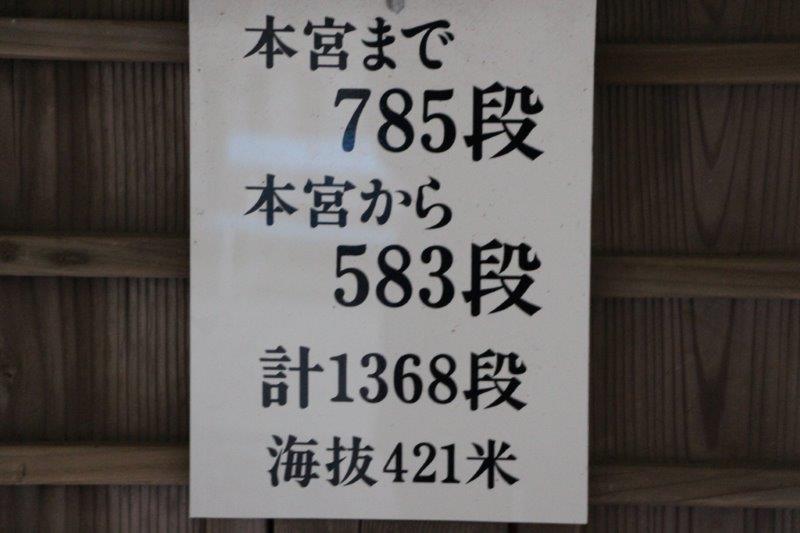 本宮まで
785段
本宮から
583段
計1368段
海抜421米